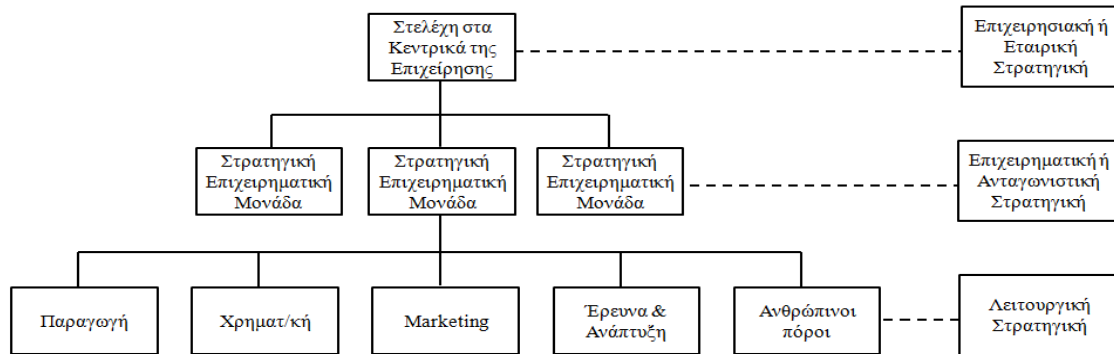 Στελέχη στα
Κεντρικά της
Επιχείρησης
Επιχειρησιακή ή
Εταιρική
Στρατηγική
Στρατηγική
Επιχειρηματική
Μονάδα
Στρατηγική
Επιχειρηματική
Μονάδα
Στρατηγική
Επιχειρηματική
Μονάδα
Επιχειρηματική ή
Ανταγωνιστική
Στρατηγική
Παραγωγή
Χρηματ/κή
Marketing
Έρευνα &
Ανάπτυξη
Ανθρώπινοι
πόροι
Λειτουργική
Στρατηγική